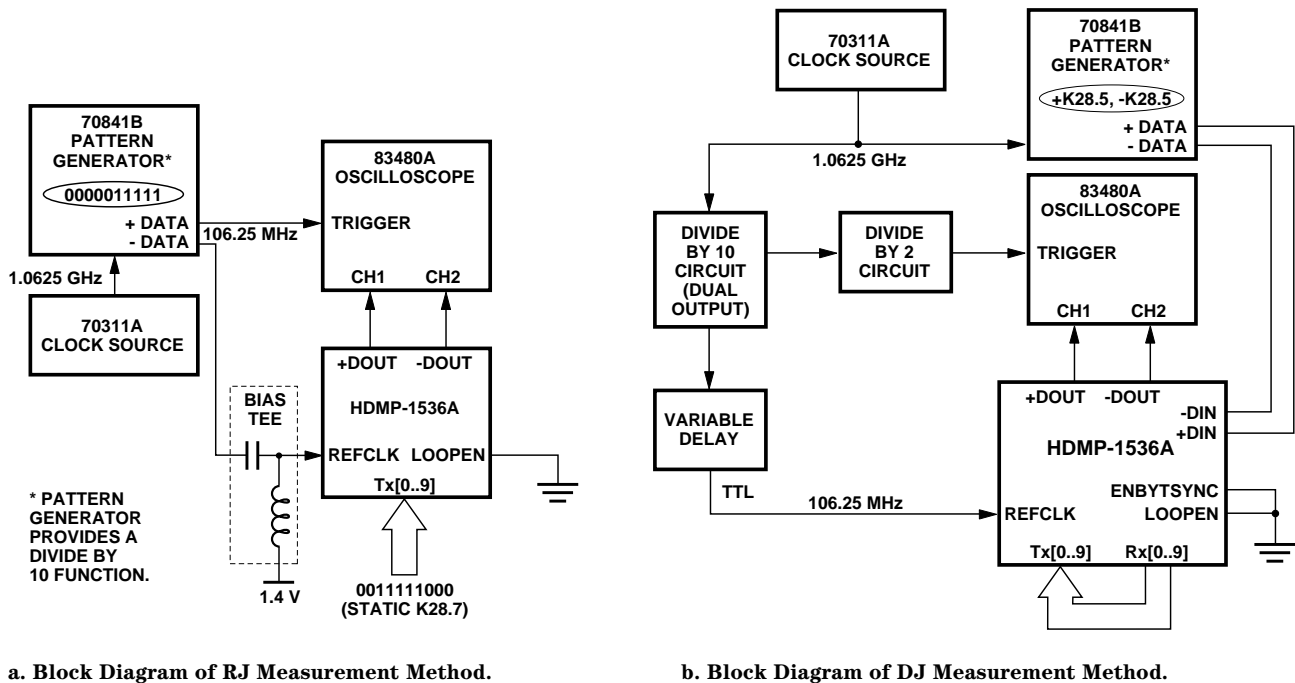 70841B
PATTERN
GENERATOR*
0000011111
+ DATA
- DATA
1.0625 GHz
70311A
CLOCK SOURCE
106.25 MHz
83480A
OSCILLOSCOPE
TRIGGER
CH1 CH2
+DOUT -DOUT
HDMP-1536A
REFCLK LOOPEN
Tx[0..9]
BIAS
TEE
1.4 V
0011111000
(STATIC K28.7)
* PATTERN
GENERATOR
PROVIDES A
DIVIDE BY
10 FUNCTION.
a. Block Diagram of RJ Measurement Method.
70311A
CLOCK SOURCE
70841B
PATTERN
GENERATOR*
+K28.5, -K28.5
+ DATA
- DATA
1.0625 GHz
DIVIDE
BY 10
CIRCUIT
(DUAL
OUTPUT)
DIVIDE
BY 2
CIRCUIT
83480A
OSCILLOSCOPE
TRIGGER
CH1 CH2
VARIABLE
DELAY
TTL
106.25 MHz
+DOUT -DOUT
-DIN
+DIN
HDMP-1536A
ENBYTSYNC
REFCLK LOOPEN
Tx[0..9] Rx[0..9]
b. Block Diagram of DJ Measurement Method.